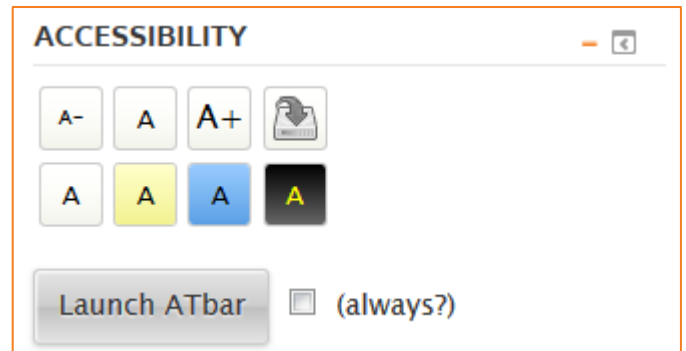 ACCESSIBILITY
A- A A+
A A A A
Launch ATbar (always?)